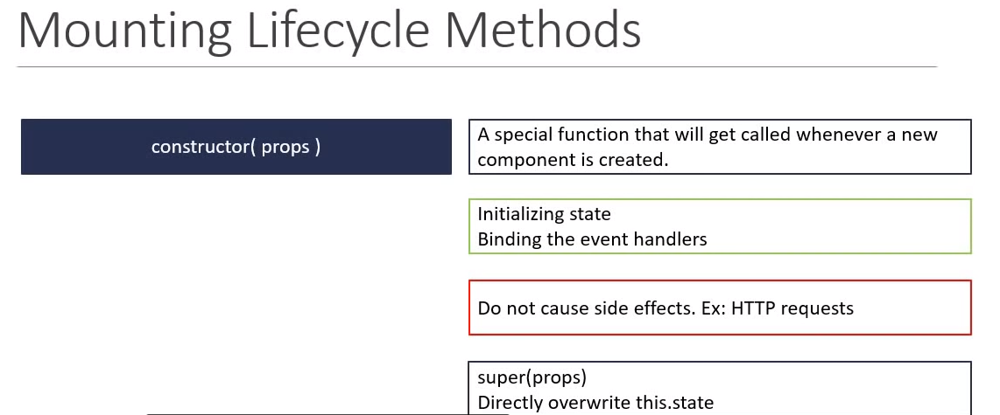 Mounting Lifecycle Methods
constructor( props )
A special function that will get called whenever a new
component is created.
Initializing state
Binding the event handlers
Do not cause side effects. Ex: HTTP requests
super(props)
Directly overwrite this.state